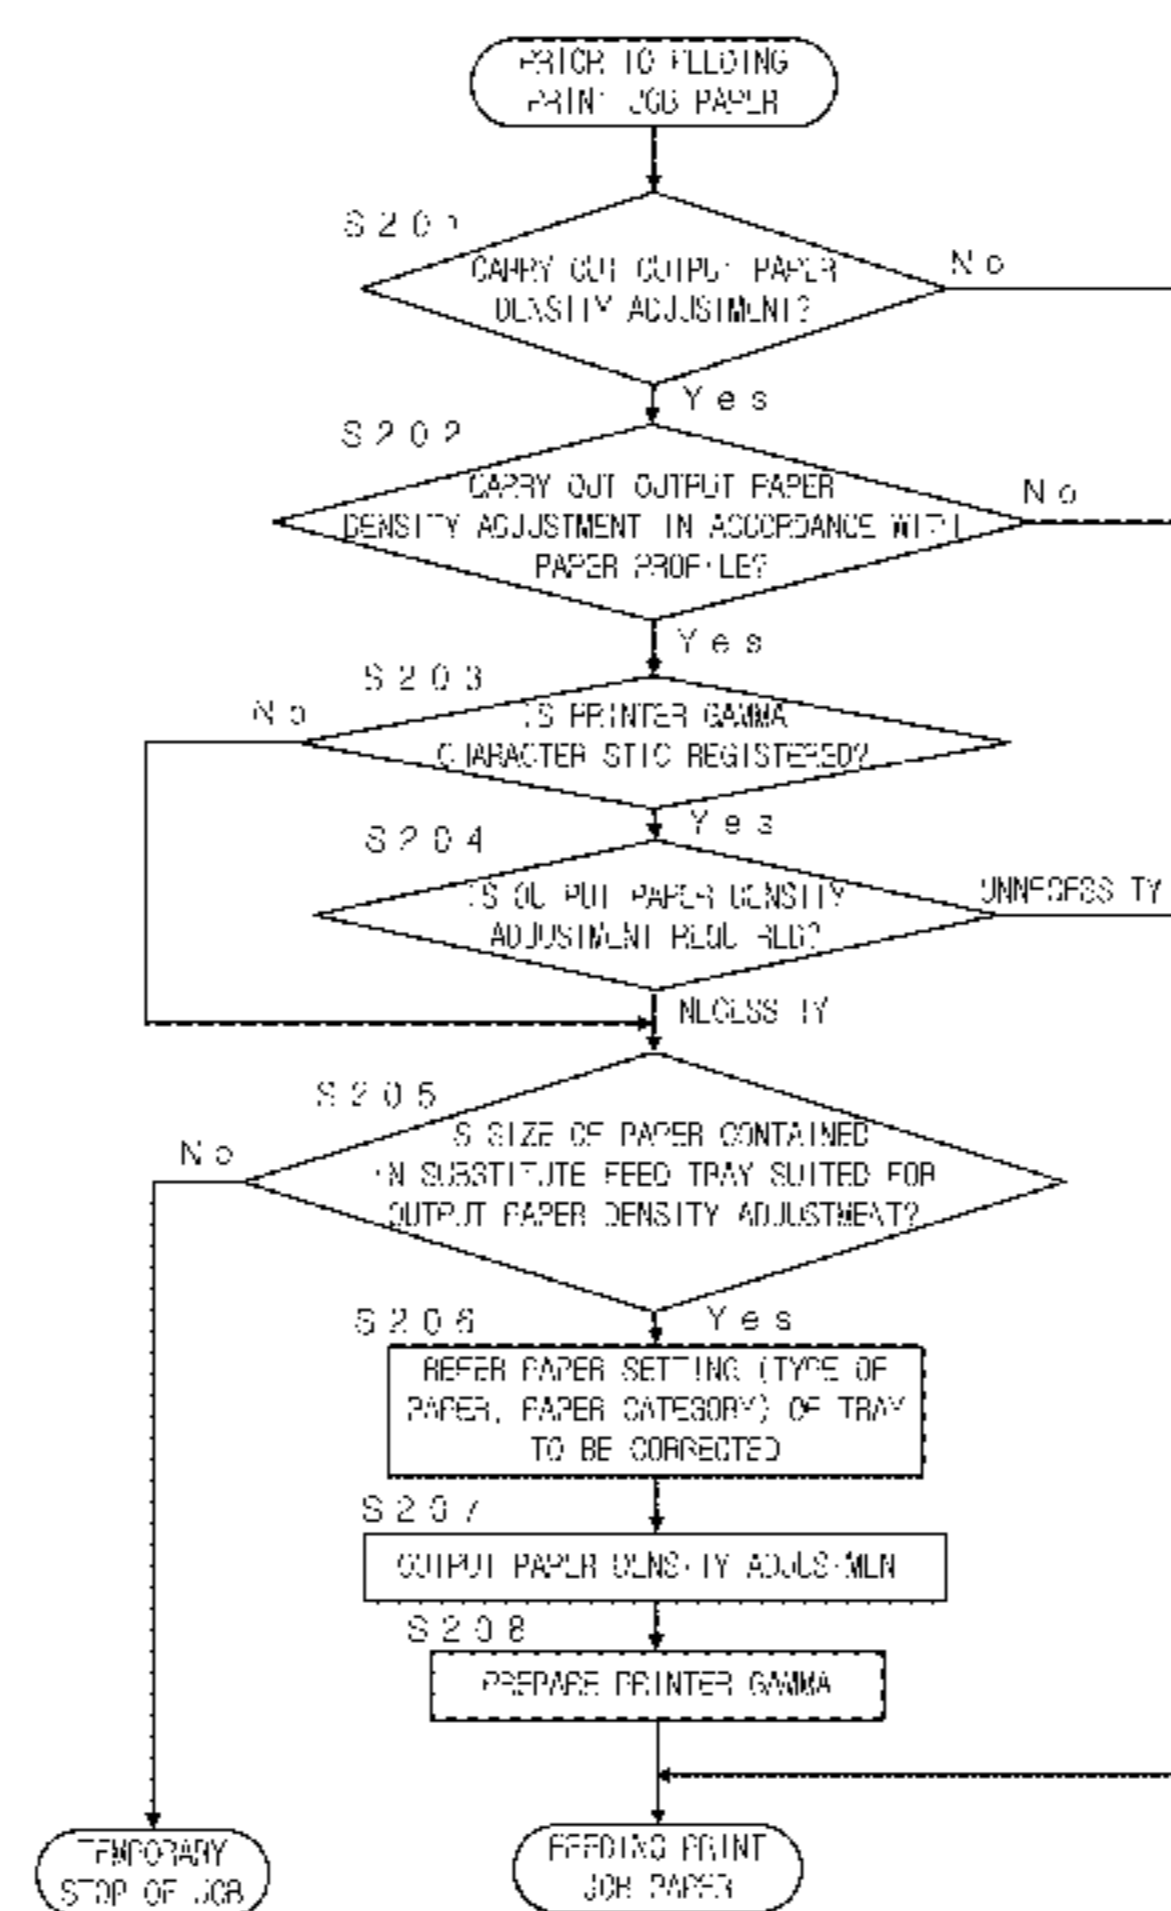 PRIOR TO FEEDING
PRINT JOB PAPER
S201
CARRY OUT OUTPUT PAPER
DENSITY ADJUSTMENT?
No
Yes
S202
CARRY OUT OUTPUT PAPER
DENSITY ADJUSTMENT IN ACCORDANCE WITH
PAPER PROFILE?
No
Yes
S203
No
IS PRINTER GAMMA
CHARACTERISTIC REGISTERED?
Yes
S204
IS OUTPUT PAPER DENSITY
ADJUSTMENT REQUIRED?
UNNECESSITY
NECESSITY
S205
No
IS SIZE OF PAPER CONTAINED
IN SUBSTITUTE FEED TRAY SUITED FOR
OUTPUT PAPER DENSITY ADJUSTMENT?
Yes
S206
REFER PAPER SETTING (TYPE OF
PAPER, PAPER CATEGORY) OF TRAY
TO BE CORRECTED
S207
OUTPUT PAPER DENSITY ADJUSTMENT
S208
PREPARE PRINTER GAMMA
TEMPORARY
STOP OF JOB
FEEDING PRINT
JOB PAPER